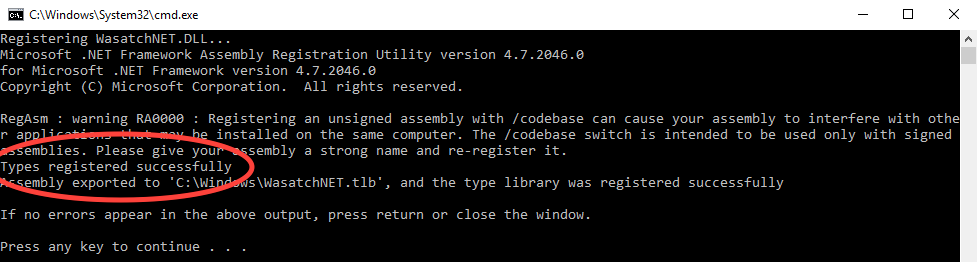 C:\Windows\System32\cmd.exe
Registering WasatchNET.DLL...
Microsoft .NET Framework Assembly Registration Utility version 4.7.2046.0
for Microsoft .NET Framework version 4.7.2046.0
Copyright (C) Microsoft Corporation.  All rights reserved.
RegAsm : warning RA0000 : Registering an unsigned assembly with /codebase can cause your assembly to interfere with othe
r applications that may be installed on the same computer. The /codebase switch is intended to be used only with signed
assemblies. Please give your assembly a strong name and re-register it.
Types registered successfully
Assembly exported to 'C:\Windows\WasatchNET.tlb', and the type library was registered successfully
If no errors appear in the above output, press return or close the window.
Press any key to continue . . .